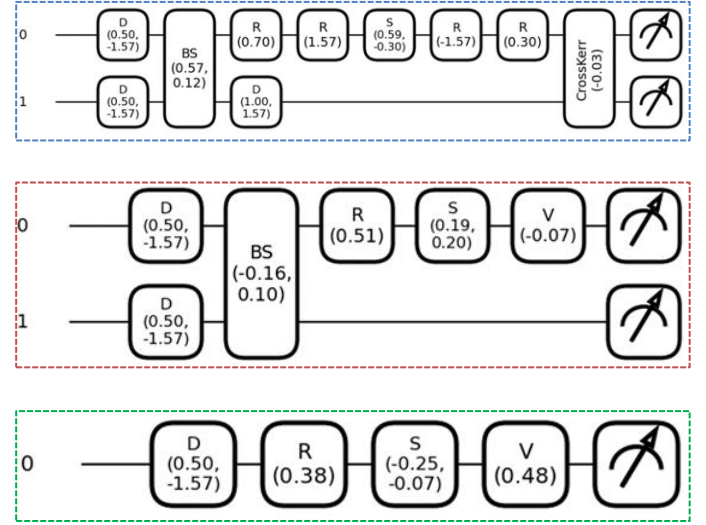 D R R S R R
0 (0.50, (0.70) (1.57) (0.59, (-1.57) (0.30)
-1.57) -0.30)
BS
(0.57,
0.12)
CrossKerr
(-0.03)
D D
1 (0.50, (1.00,
-1.57) 1.57)
D R S V
0 (0.50, (0.51) (0.19, (-0.07)
-1.57) 0.20)
BS
(-0.16,
0.10)
D
1 (0.50,
-1.57)
D R S V
0 (0.50, (0.38) (-0.25, (0.48)
-1.57) -0.07)